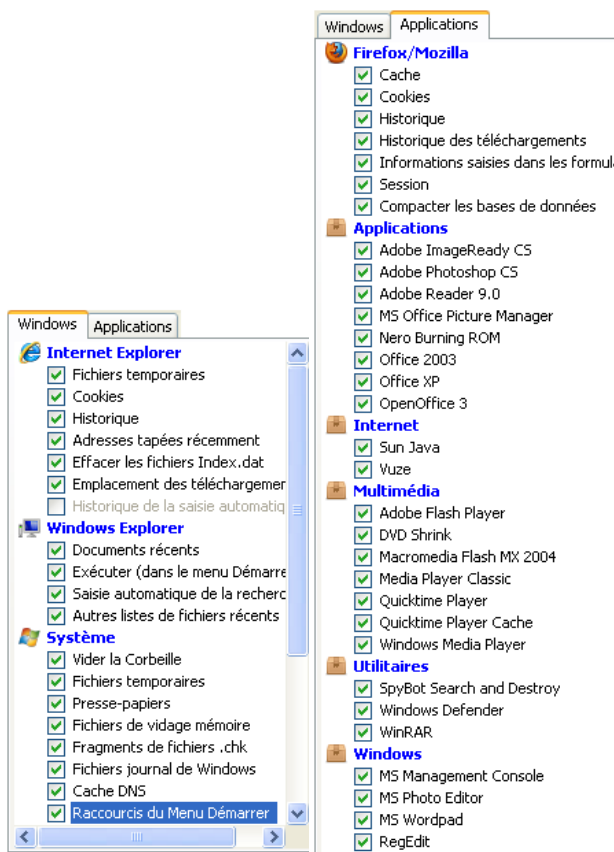 Windows
Applications
Internet Explorer
Fichiers temporaires
Cookies
Historique
Adresses tapées récemment
Effacer les fichiers Index.dat
Emplacement des téléchargemer
Historique de la saisie automatiq
Windows Explorer
Documents récents
Exécuter (dans le menu Démarre
Saisie automatique de la recherc
Autres listes de fichiers récents
Système
Vider la Corbeille
Fichiers temporaires
Presse-papiers
Fichiers de vidage mémoire
Fragments de fichiers .chk
Fichiers journal de Windows
Cache DNS
Raccourcis du Menu Démarrer
Windows
Applications
Firefox/Mozilla
Cache
Cookies
Historique
Historique des téléchargements
Informations saisies dans les formula
Session
Compacter les bases de données
Applications
Adobe ImageReady CS
Adobe Photoshop CS
Adobe Reader 9.0
MS Office Picture Manager
Nero Burning ROM
Office 2003
Office XP
OpenOffice 3
Internet
Sun Java
Vuze
Multimédia
Adobe Flash Player
DVD Shrink
Macromedia Flash MX 2004
Media Player Classic
Quicktime Player
Quicktime Player Cache
Windows Media Player
Utilitaires
SpyBot Search and Destroy
Windows Defender
WinRAR
Windows
MS Management Console
MS Photo Editor
MS Wordpad
RegEdit